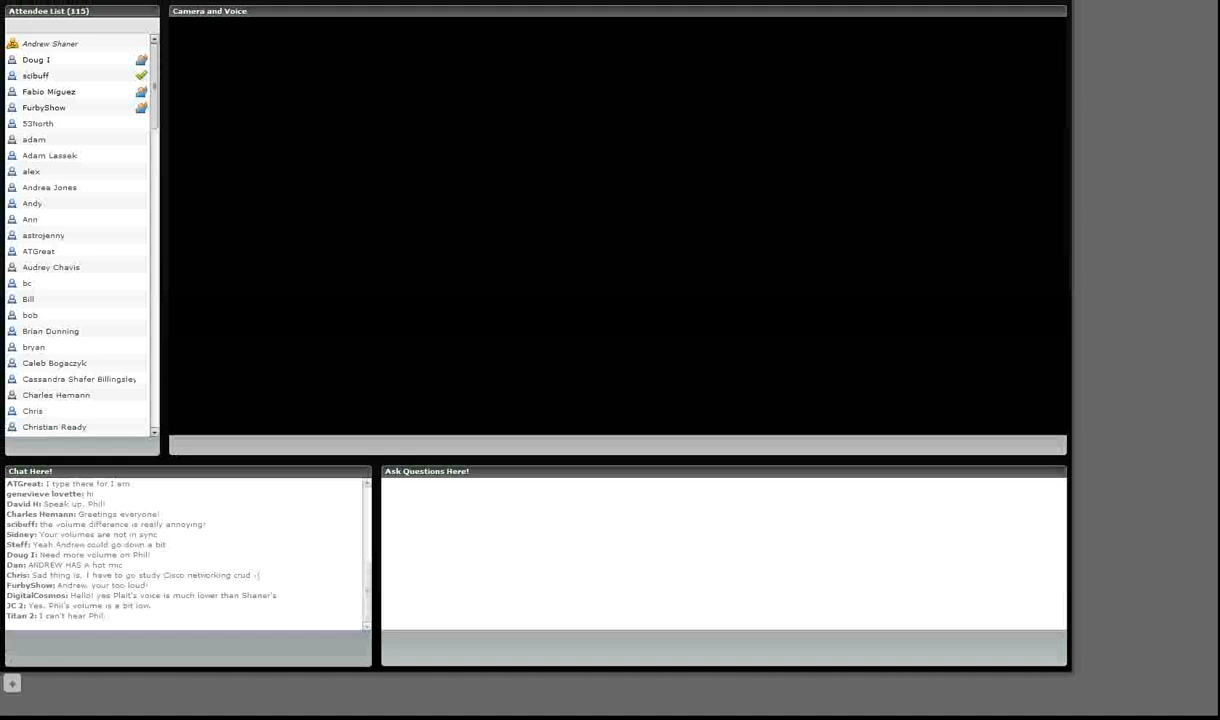 Attendee List (115)
Andrew Shaner
Doug I
scibuff
Fabio Míguez
FurbyShow
53North
adam
Adam Lassek
alex
Andrea Jones
Andy
Ann
astrojenny
ATGreat
Audrey Chavis
bc
Bill
bob
Brian Dunning
bryan
Caleb Bogaczyk
Cassandra Shafer Billingsley
Charles Hemann
Chris
Christian Ready
Camera and Voice
Chat Here!
ATGreat: I type there for I am
genevieve lovette: hi
David H: Speak up, Phil!
Charles Hemann: Greetings everyone!
scibuff: the volume difference is really annoying!
Sidney: Your volumes are not in sync
Steff: Yeah Andrew could go down a bit
Doug I: Need more volume on Phil!
Dan: ANDREW HAS A hot mic
Chris: Sad thing is, I have to go study Cisco networking crud :(
FurbyShow: Andrew, your too loud!
DigitalCosmos: Hello! yes Plait's voice is much lower than Shaner's
JC 2: Yes, Phil's volume is a bit low.
Titan 2: I can't hear Phil.
Ask Questions Here!